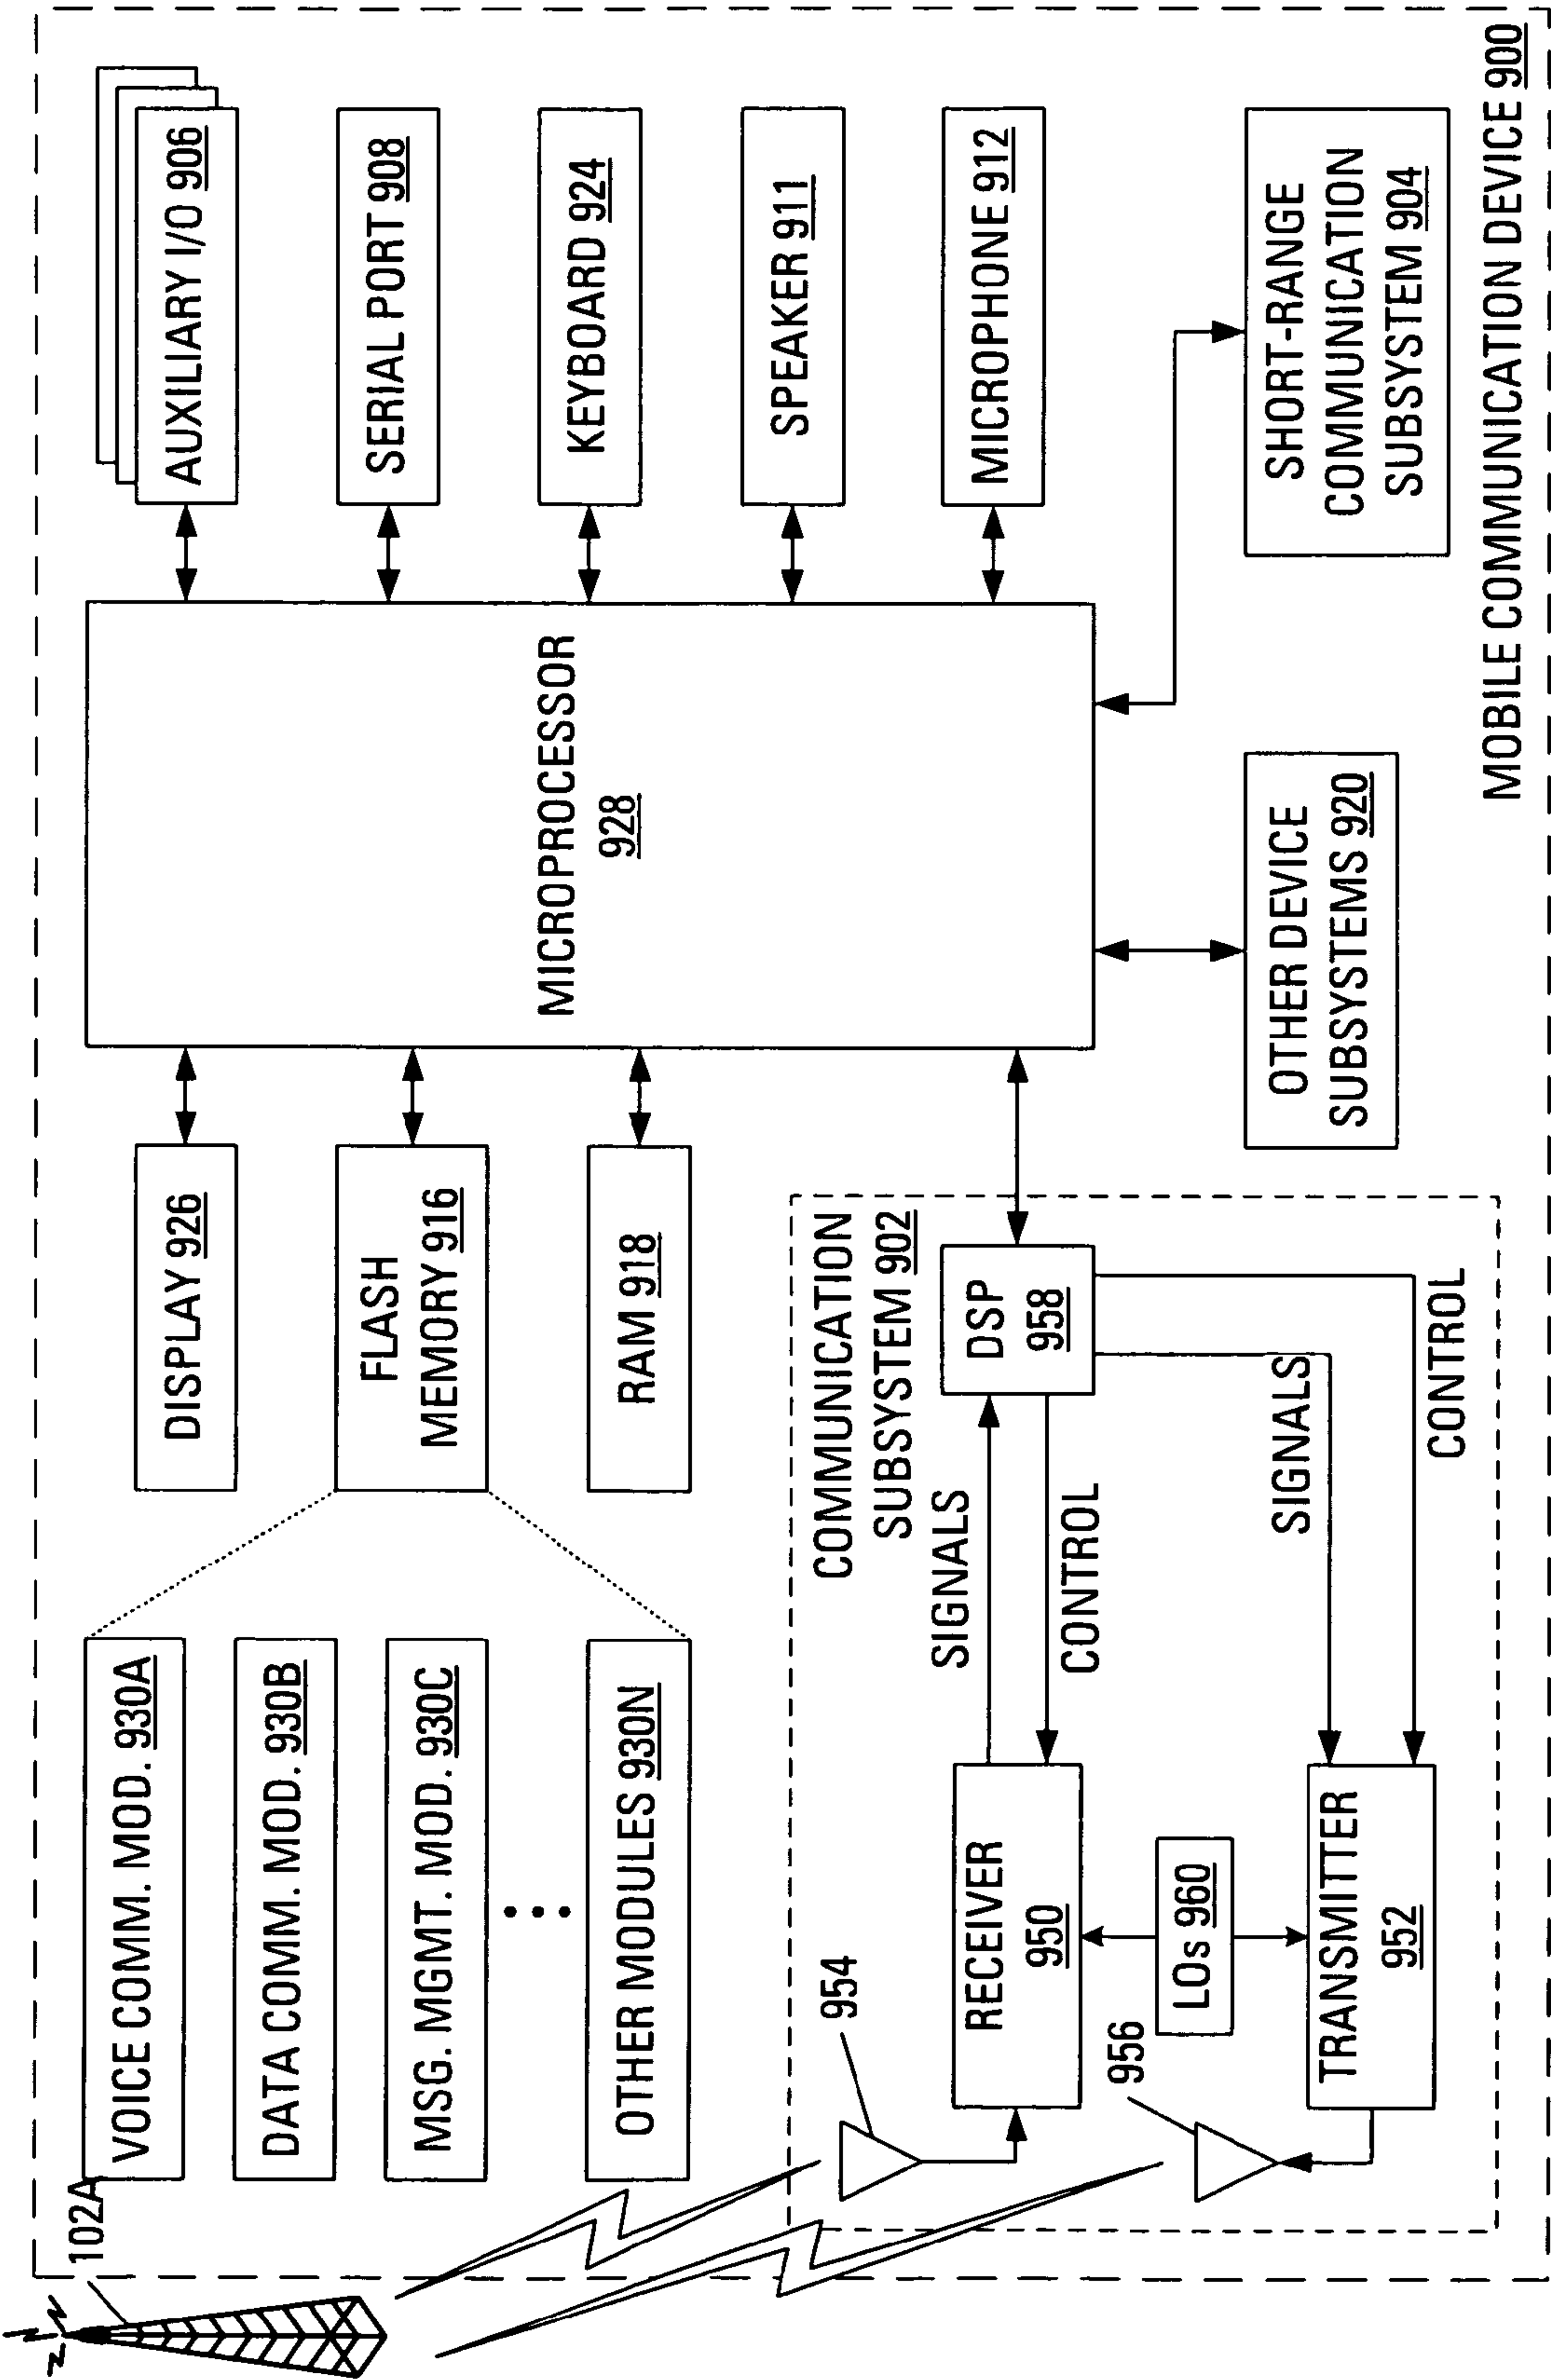 102A
VOICE COMM. MOD. 930A
DATA COMM. MOD. 930B
MSG. MGMT. MOD. 930C
OTHER MODULES 930N
DISPLAY 926
FLASH
MEMORY 916
RAM 918
MICROPROCESSOR
928
AUXILIARY I/O 906
SERIAL PORT 908
KEYBOARD 924
SPEAKER 911
MICROPHONE 912
COMMUNICATION
SUBSYSTEM 902
954
RECEIVER
950
SIGNALS
CONTROL
DSP
958
956
LOs 960
TRANSMITTER
952
SIGNALS
CONTROL
OTHER DEVICE
SUBSYSTEMS 920
SHORT-RANGE
COMMUNICATION
SUBSYSTEM 904
MOBILE COMMUNICATION DEVICE 900